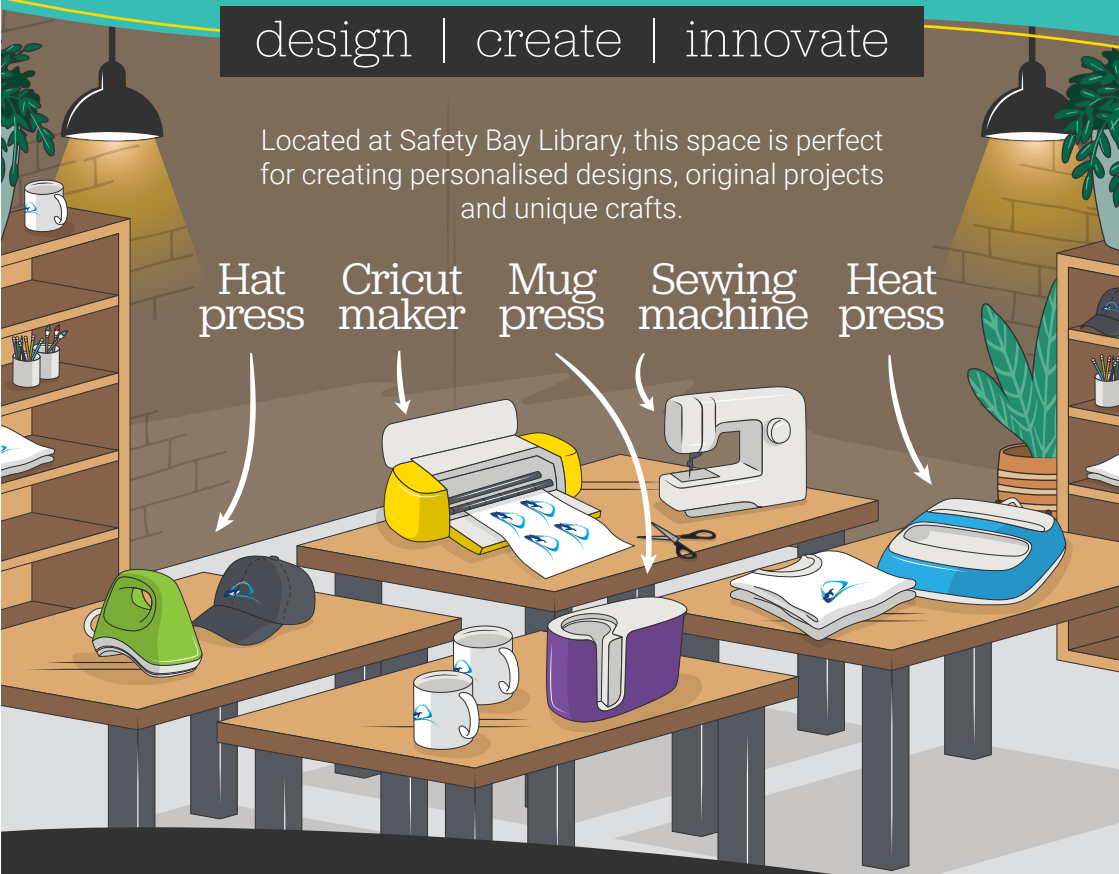 design | create | innovate
Located at Safety Bay Library, this space is perfect
for creating personalised designs, original projects
and unique crafts.
Hat
press
Cricut
maker
Mug
press
Sewing
machine
Heat
press